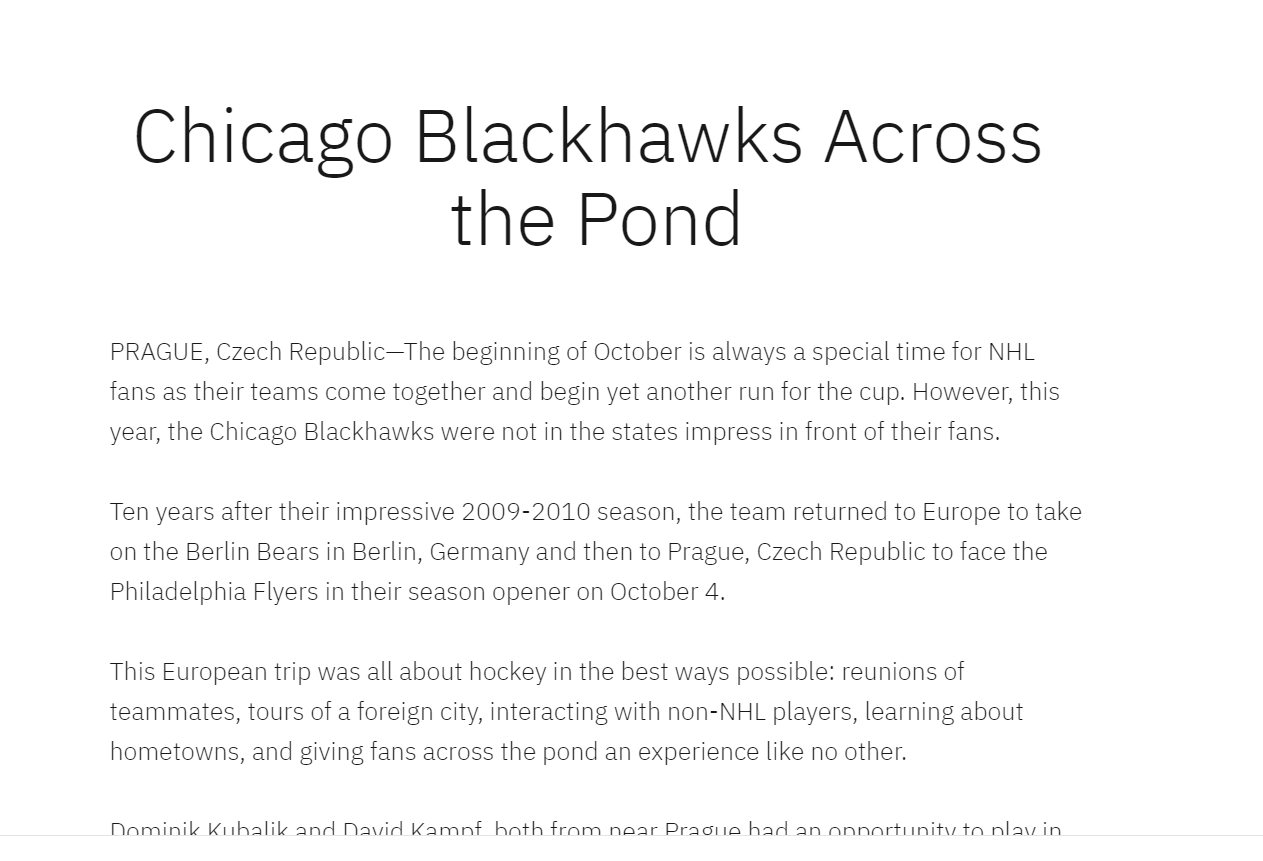 Chicago Blackhawks Across
the Pond
PRAGUE, Czech Republic—The beginning of October is always a special time for NHL
fans as their teams come together and begin yet another run for the cup. However, this
year, the Chicago Blackhawks were not in the states impress in front of their fans.
Ten years after their impressive 2009-2010 season, the team returned to Europe to take
on the Berlin Bears in Berlin, Germany and then to Prague, Czech Republic to face the
Philadelphia Flyers in their season opener on October 4.
This European trip was all about hockey in the best ways possible: reunions of
teammates, tours of a foreign city, interacting with non-NHL players, learning about
hometowns, and giving fans across the pond an experience like no other.
Dominik Kubalik and David Kampf, both from near Prague had an opportunity to play in